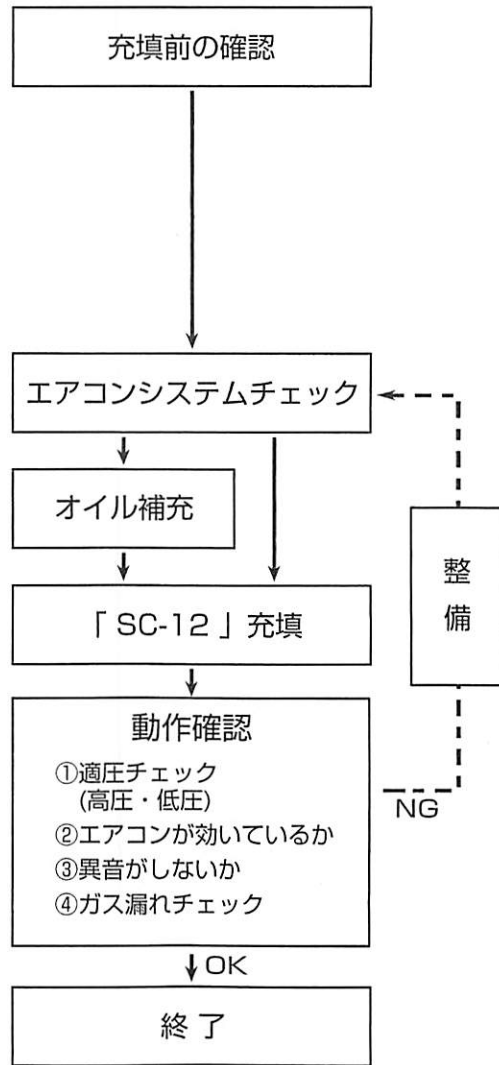 充填前の確認
エアコンシステムチェック
オイル補充
「 SC-12 」充填
動作確認
①適圧チェック
(高圧・低圧)
②エアコンが効いているか
③異音がしないか
④ガス漏れチェック
NG
整
備
OK
終 了